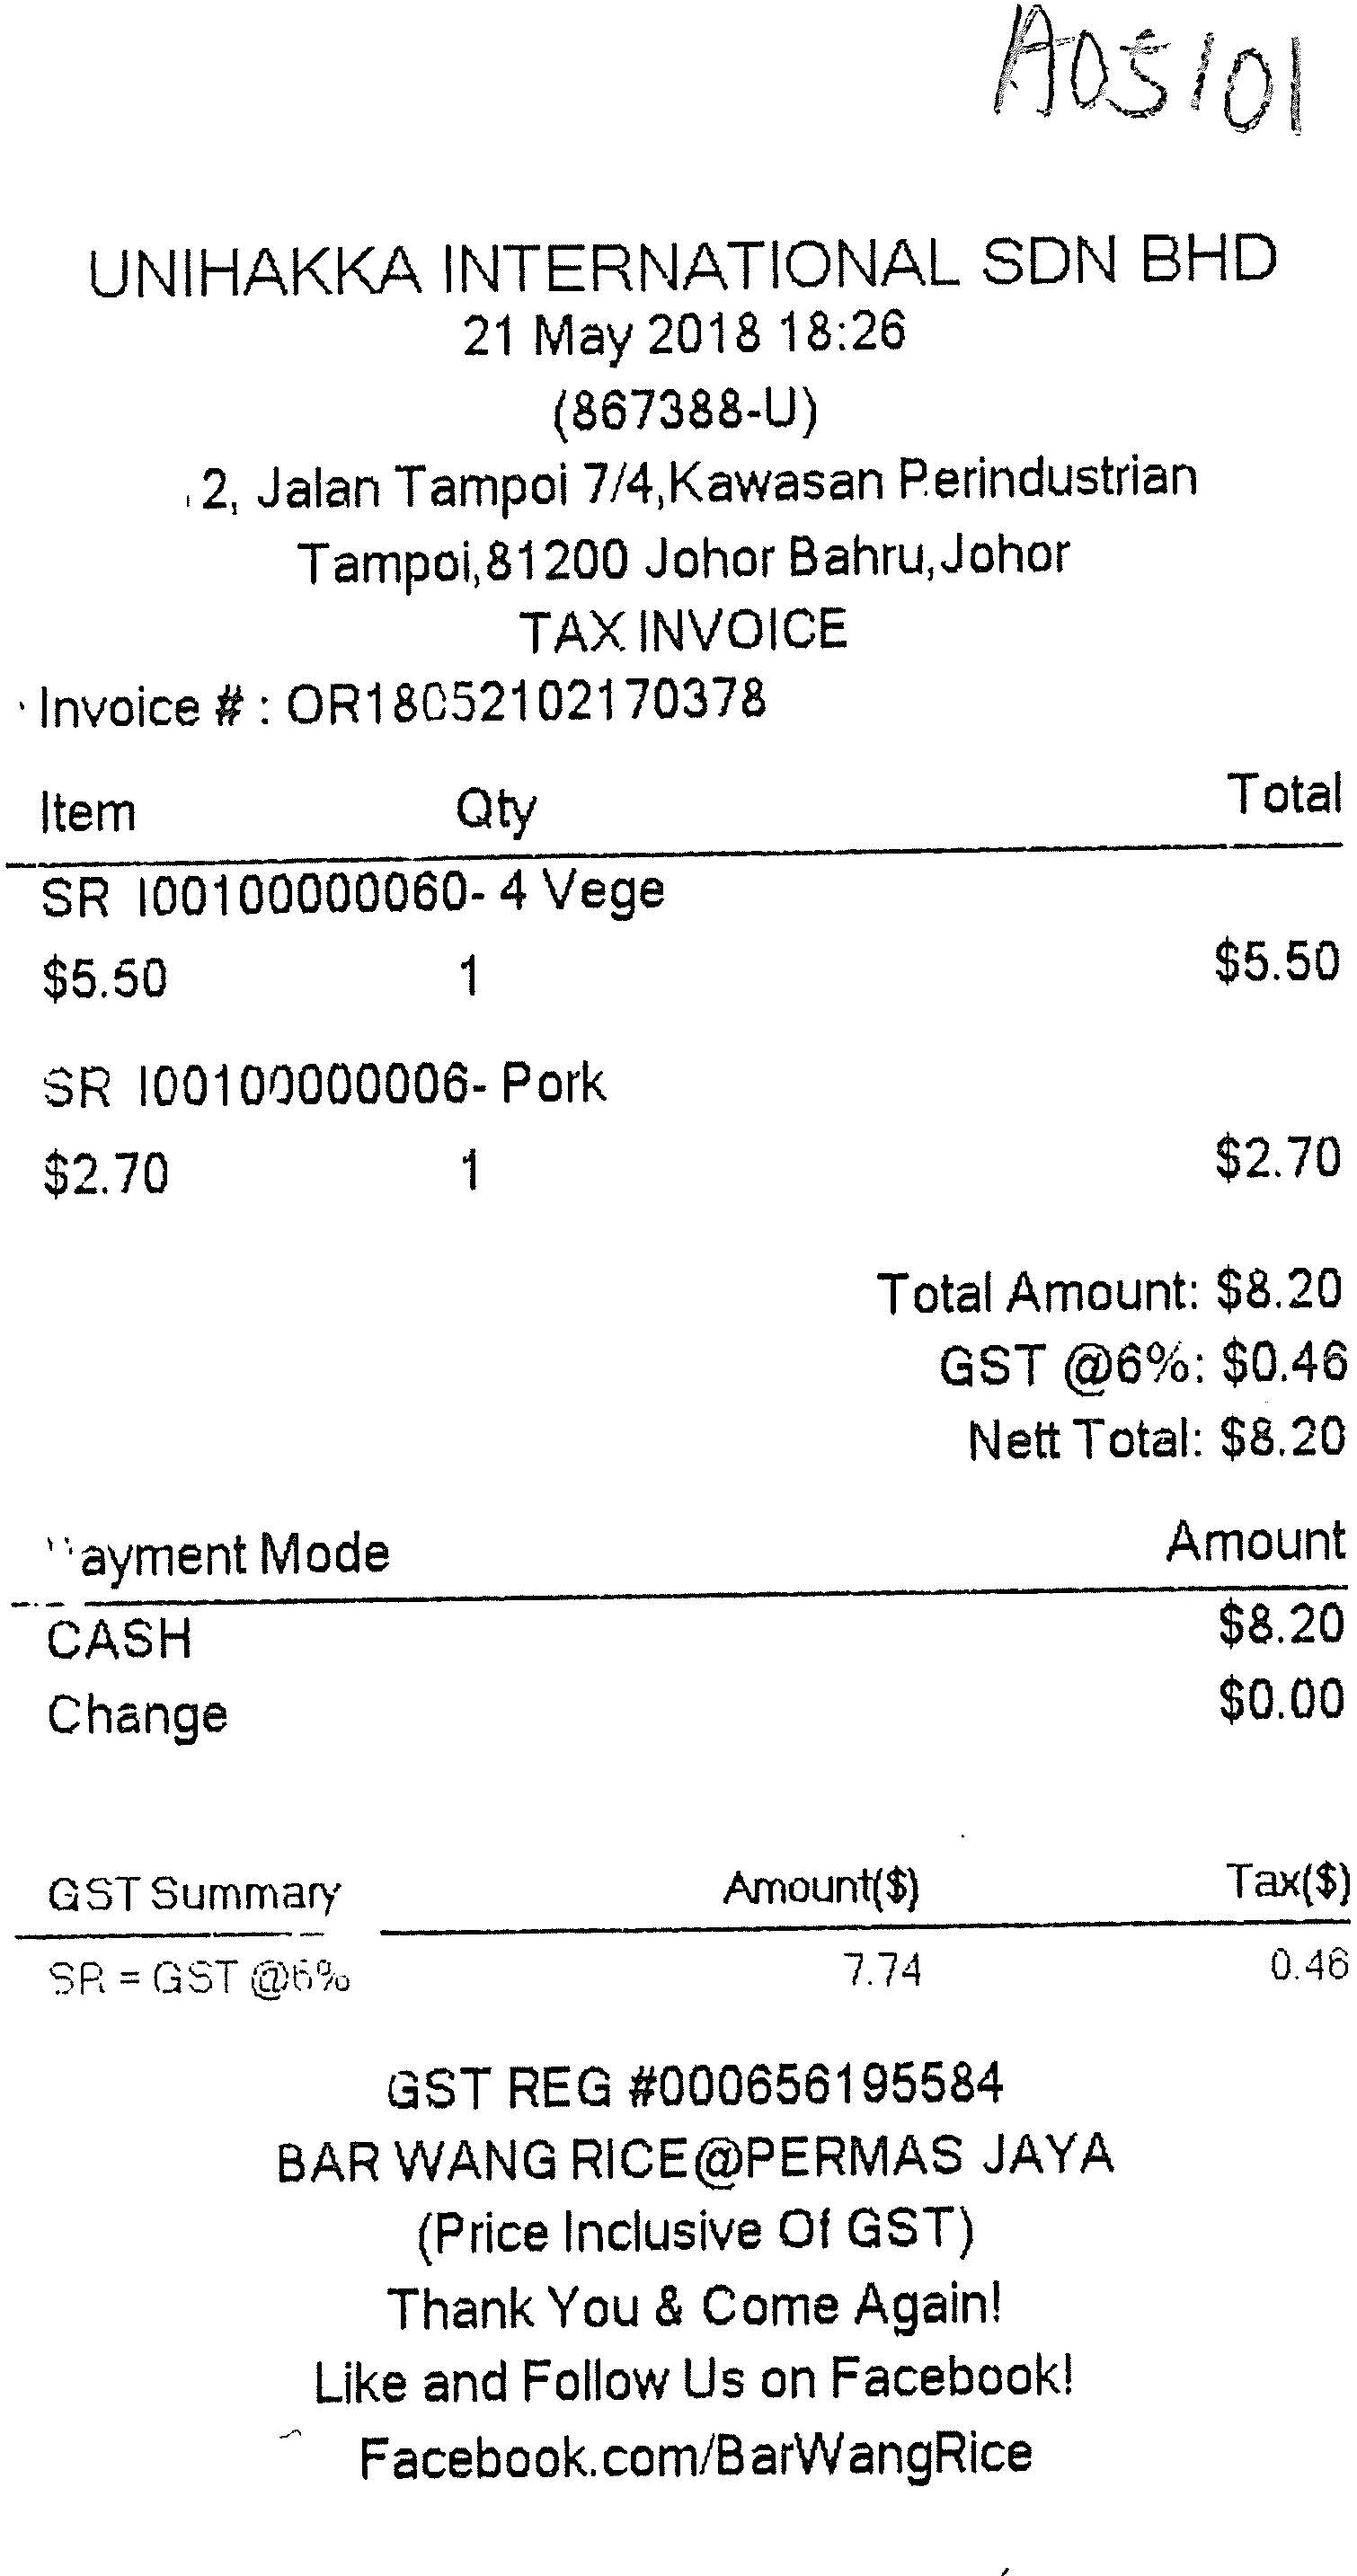 A05101
UNIHAKKA INTERNATIONAL SDN BHD
21 May 2018 18:26
(867388-U)
12, Jalan Tampoi 7/4,Kawasan Perindustrian
Tampoi,81200 Johor Bahru,Johor
TAX INVOICE
Invoice # : OR18052102170378
Item Qty Total
SR I00100000060- 4 Vege
$5.50 1 $5.50
SR I00100000006- Pork
$2.70 1 $2.70
Total Amount: $8.20
GST @6%: $0.46
Nett Total: $8.20
Payment Mode Amount
CASH $8.20
Change $0.00
GST Summary Amount($) Tax($)
SR = GST @6% 7.74 0.46
GST REG #000656195584
BAR WANG RICE@PERMAS JAYA
(Price Inclusive Of GST)
Thank You & Come Again!
Like and Follow Us on Facebook!
Facebook.com/BarWangRice